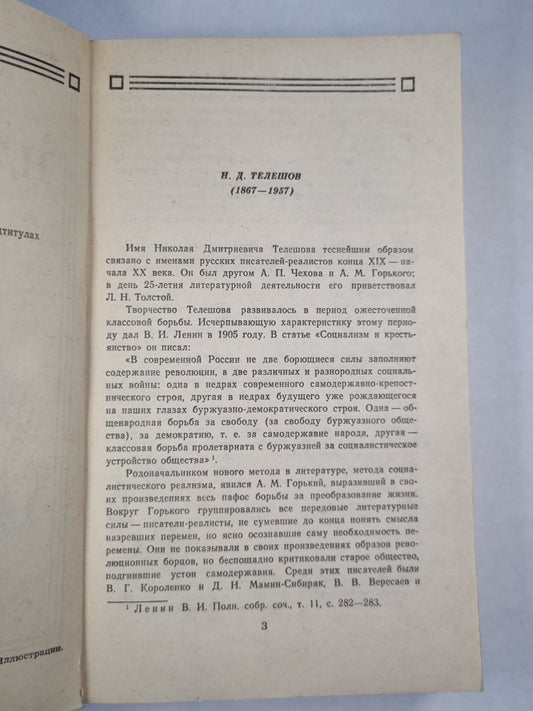 дтитулах
Иллюстрации.
Н. Д. ТЕЛЕШОВ
(1867—1957)
Имя Николая Дмитриевича Телешова теснейшим образом
связано с именами русских писателей-реалистов конца XIX — на-
чала XX века. Он был другом А. П. Чехова и А. М. Горького;
в день 25-летия литературной деятельности его приветствовал
Л. Н. Толстой.
Творчество Телешова развивалось в период ожесточенной
классовой борьбы. Исчерпывающую характеристику этому перио-
ду дал В. И. Ленин в 1905 году. В статье «Социализм и кресть-
янство» он писал:
«В современной России не две борющиеся силы заполняют
содержание революции, а две различных и разнородных социаль-
ных войны: одна в недрах современного самодержавно-крепост-
нического строя, другая в недрах будущего уже рождающегося
на наших глазах буржуазно-демократического строя. Одна — об-
щенародная борьба за свободу (за свободу буржуазного обще-
ства), за демократию, т. е. за самодержавие народа, другая —
классовая борьба пролетариата с буржуазией за социалистическое
устройство общества» ¹.
Родоначальником нового метода в литературе, метода социа-
листического реализма, явился А. М. Горький, выразивший в сво-
их произведениях весь пафос борьбы за преобразование жизни.
Вокруг Горького группировались все передовые литературные
силы — писатели-реалисты, не сумевшие до конца понять смысла
назревших перемен, но ясно осознавшие саму необходимость пе-
ремены. Они не показывали в своих произведениях образов рево-
люционных борцов, но беспощадно критиковали старое общество,
подгнившие устои самодержавия. Среди этих писателей были
В. Г. Короленко и Д. Н. Мамин-Сибиряк, В. В. Вересаев и
¹ Ленин В. И. Полн. собр. соч., т. 11, с. 282—283.
3